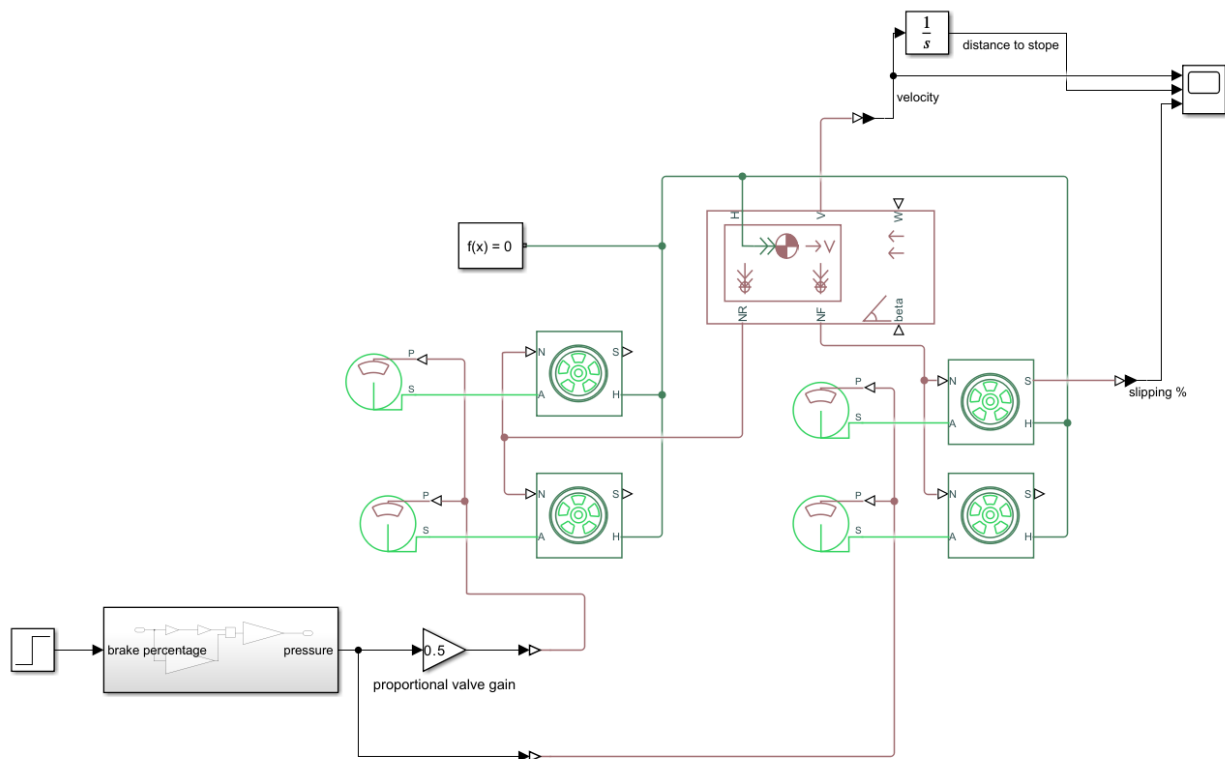 1
s
distance to stope
velocity
H
V
W
f(x) = 0
V
NR
NF
beta
P
N
S
S
A
H
P
N
S
slipping %
S
A
H
P
N
S
S
A
H
P
N
S
S
A
H
brake percentage
pressure
0.5
proportional valve gain